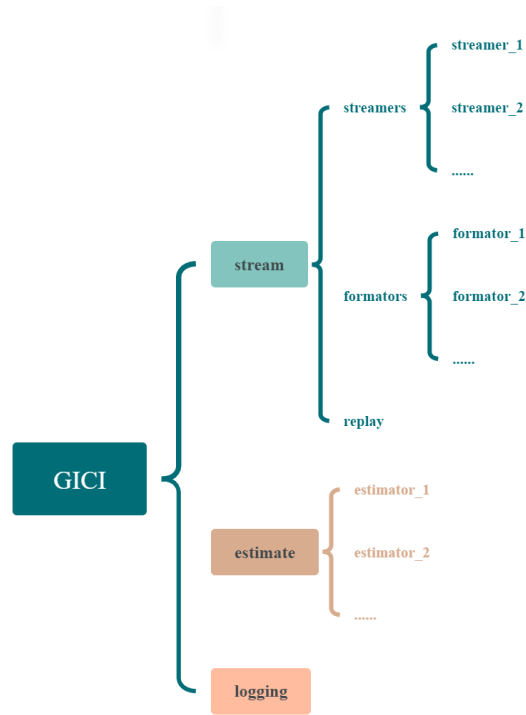 GICI
stream
streamers
streamer_1
streamer_2
......
formators
formator_1
formator_2
......
replay
estimate
estimator_1
estimator_2
......
logging